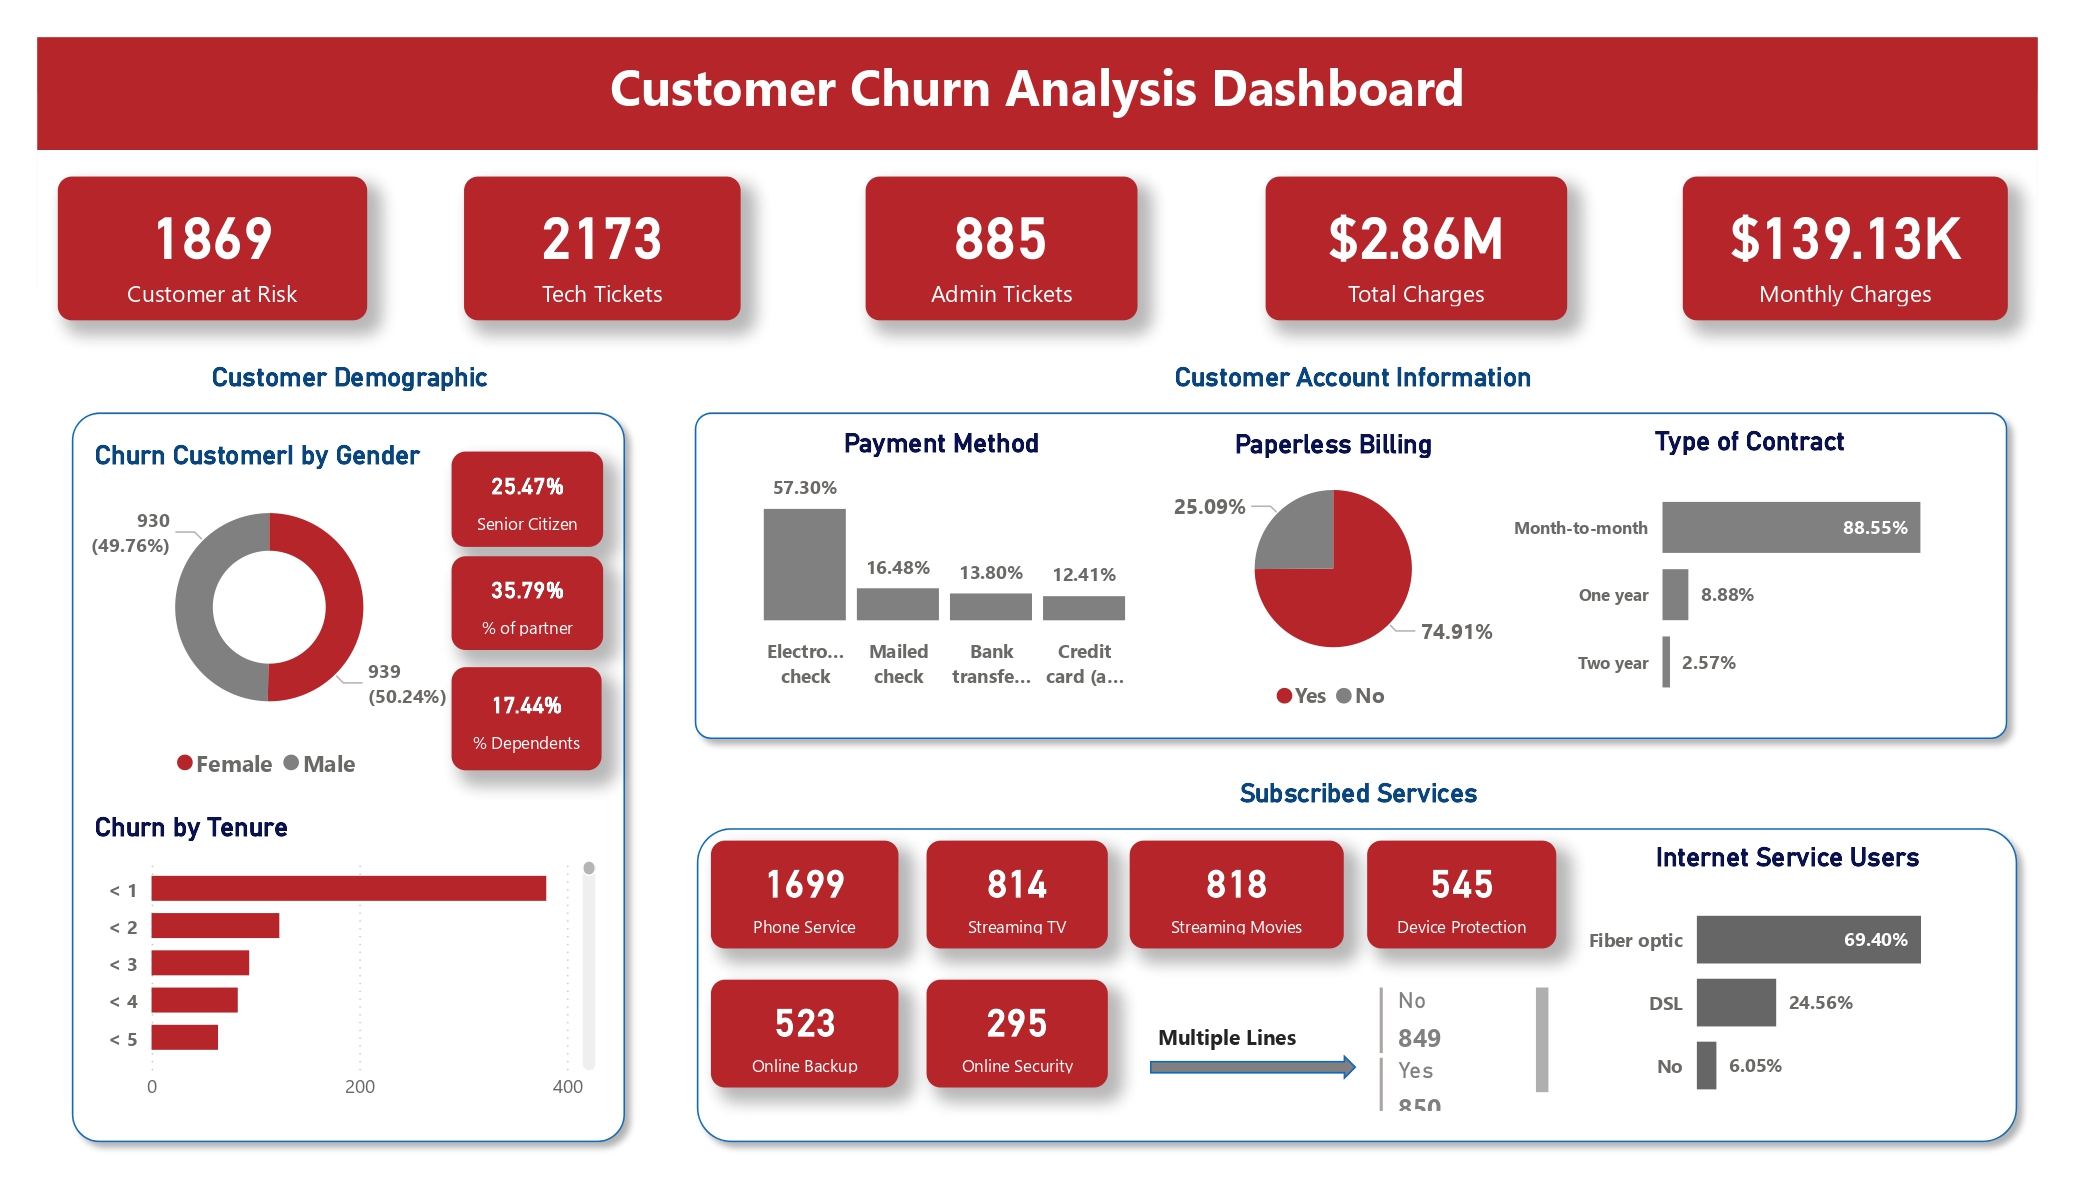 Customer Churn Analysis Dashboard
1869
Customer at Risk
2173
Tech Tickets
885
Admin Tickets
$2.86M
Total Charges
$139.13K
Monthly Charges
Customer Demographic
Churn Customerl by Gender
930
(49.76%)
939
(50.24%)
Female Male
25.47%
Senior Citizen
35.79%
% of partner
17.44%
% Dependents
Churn by Tenure
< 1
< 2
< 3
< 4
< 5
0 200 400
Customer Account Information
Payment Method
57.30%
16.48%
13.80%
12.41%
Electro...
check
Mailed
check
Bank
transfe...
Credit
card (a...
Paperless Billing
25.09%
74.91%
Yes No
Type of Contract
Month-to-month 88.55%
One year 8.88%
Two year 2.57%
Subscribed Services
1699
Phone Service
814
Streaming TV
818
Streaming Movies
545
Device Protection
523
Online Backup
295
Online Security
Multiple Lines
No
849
Yes
850
Internet Service Users
Fiber optic 69.40%
DSL 24.56%
No 6.05%